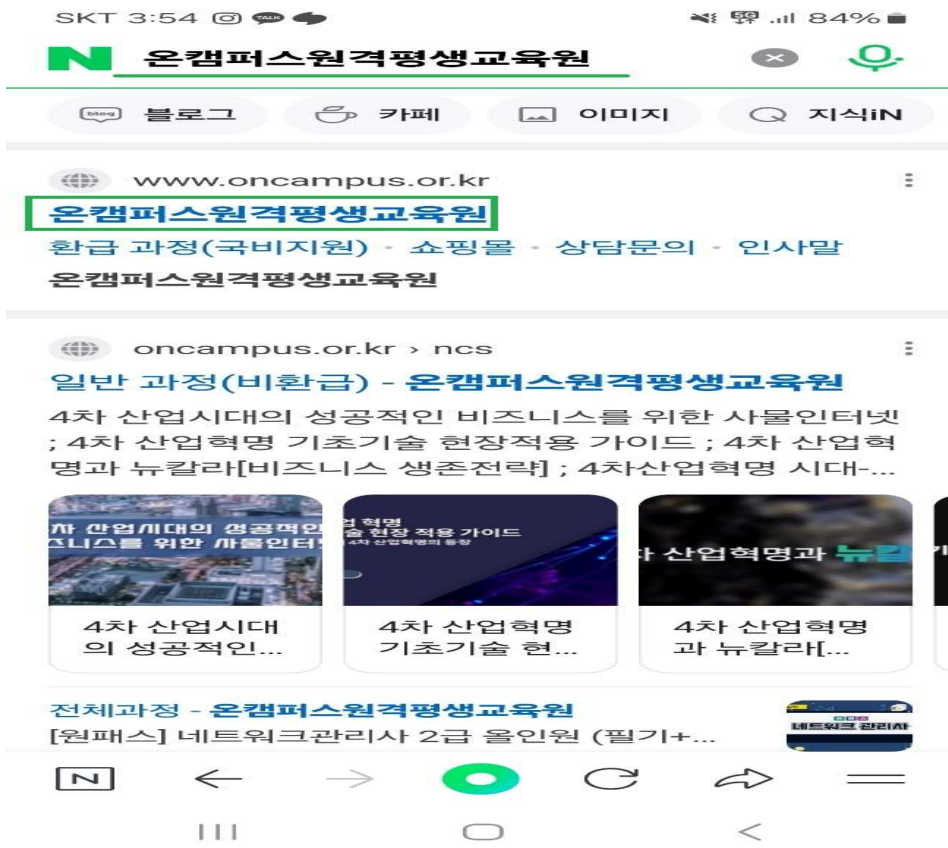 SKT 3:54 TALK 5G 84%
N 온캠퍼스원격평생교육원
blog 블로그 카페 이미지 지식iN
www.oncampus.or.kr
온캠퍼스원격평생교육원
환급 과정(국비지원) · 쇼핑몰 · 상담문의 · 인사말
온캠퍼스원격평생교육원
oncampus.or.kr › ncs
일반 과정(비환급) - 온캠퍼스원격평생교육원
4차 산업시대의 성공적인 비즈니스를 위한 사물인터넷
; 4차 산업혁명 기초기술 현장적용 가이드 ; 4차 산업혁
명과 뉴칼라[비즈니스 생존전략] ; 4차산업혁명 시대-...
차 산업시대의 성공적인
즈니스를 위한 사물인터
업 혁명
술 현장 적용 가이드
4차 산업혁명의 등장
차 산업혁명과 뉴칼
4차 산업시대
의 성공적인...
4차 산업혁명
기초기술 현...
4차 산업혁명
과 뉴칼라[...
전체과정 - 온캠퍼스원격평생교육원
[원패스] 네트워크관리사 2급 올인원 (필기+...
네트워크 관리사
N